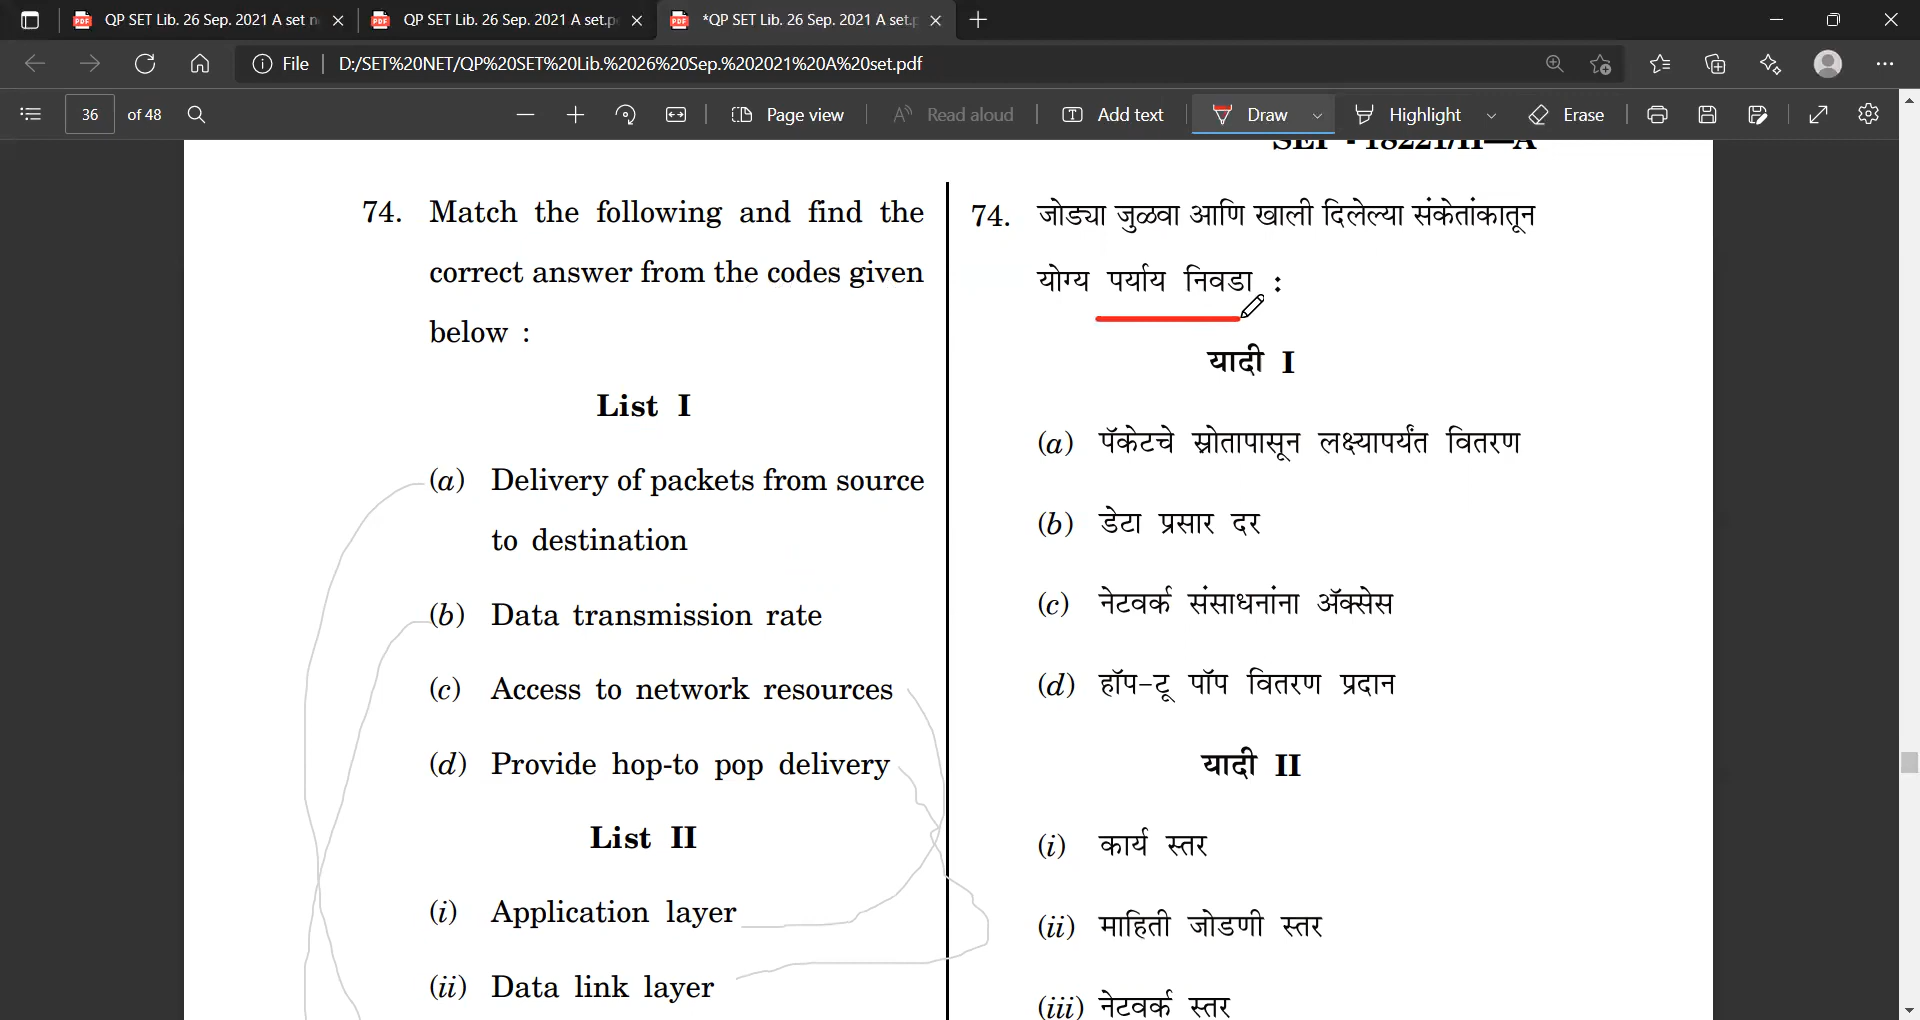 QP SET Lib. 26 Sep. 2021 A set
QP SET Lib. 26 Sep. 2021 A set.p
*QP SET Lib. 26 Sep. 2021 A set.p
File
D:/SET%20NET/QP%20SET%20Lib.%2026%20Sep.%202021%20A%20set.pdf
36 of 48
Page view
Read aloud
Add text
Draw
Highlight
Erase
74. Match the following and find the
correct answer from the codes given
below :
List I
(a) Delivery of packets from source
to destination
(b) Data transmission rate
(c) Access to network resources
(d) Provide hop-to pop delivery
List II
(i) Application layer
(ii) Data link layer
74. जोड्या जुळवा आणि खाली दिलेल्या संकेतांकातून
योग्य पर्याय निवडा :
यादी I
(a) पॅकेटचे स्रोतापासून लक्ष्यापर्यंत वितरण
(b) डेटा प्रसार दर
(c) नेटवर्क संसाधनांना ॲक्सेस
(d) हॉप-टू पॉप वितरण प्रदान
यादी II
(i) कार्य स्तर
(ii) माहिती जोडणी स्तर
(iii) नेटवर्क स्तर